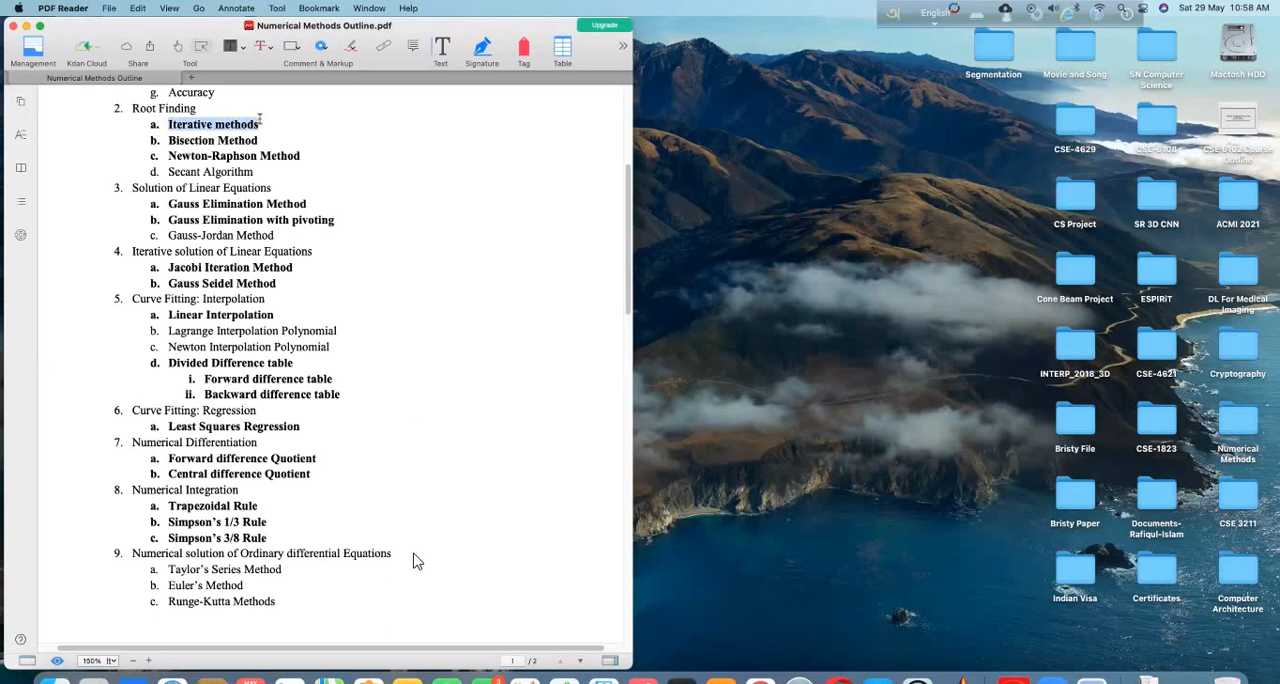 PDF Reader File Edit View Go Annotate Tool Bookmark Window Help
English
Sat 29 May 10:58 AM
Numerical Methods Outline.pdf
Upgrade
Management Kdan Cloud Share Tool Comment & Markup Text Signature Tag Table
Numerical Methods Outline
g. Accuracy
2. Root Finding
a. Iterative methods
b. Bisection Method
c. Newton-Raphson Method
d. Secant Algorithm
3. Solution of Linear Equations
a. Gauss Elimination Method
b. Gauss Elimination with pivoting
c. Gauss-Jordan Method
4. Iterative solution of Linear Equations
a. Jacobi Iteration Method
b. Gauss Seidel Method
5. Curve Fitting: Interpolation
a. Linear Interpolation
b. Lagrange Interpolation Polynomial
c. Newton Interpolation Polynomial
d. Divided Difference table
i. Forward difference table
ii. Backward difference table
6. Curve Fitting: Regression
a. Least Squares Regression
7. Numerical Differentiation
a. Forward difference Quotient
b. Central difference Quotient
8. Numerical Integration
a. Trapezoidal Rule
b. Simpson's 1/3 Rule
c. Simpson's 3/8 Rule
9. Numerical solution of Ordinary differential Equations
a. Taylor's Series Method
b. Euler's Method
c. Runge-Kutta Methods
150%
1 / 2
Segmentation
Movie and Song
SN Computer
Science
Mactosh HDD
CSE-4629
CSE-6108
CSE-6102 Course
Outline
CS Project
SR 3D CNN
ACMI 2021
Cone Beam Project
ESPIRiT
DL For Medical
Imaging
INTERP_2018_3D
CSE-4621
Cryptography
Bristy File
CSE-1823
Numerical
Methods
Bristy Paper
Documents-
Rafiqul-Islam
CSE 3211
Indian Visa
Certificates
Computer
Architecture